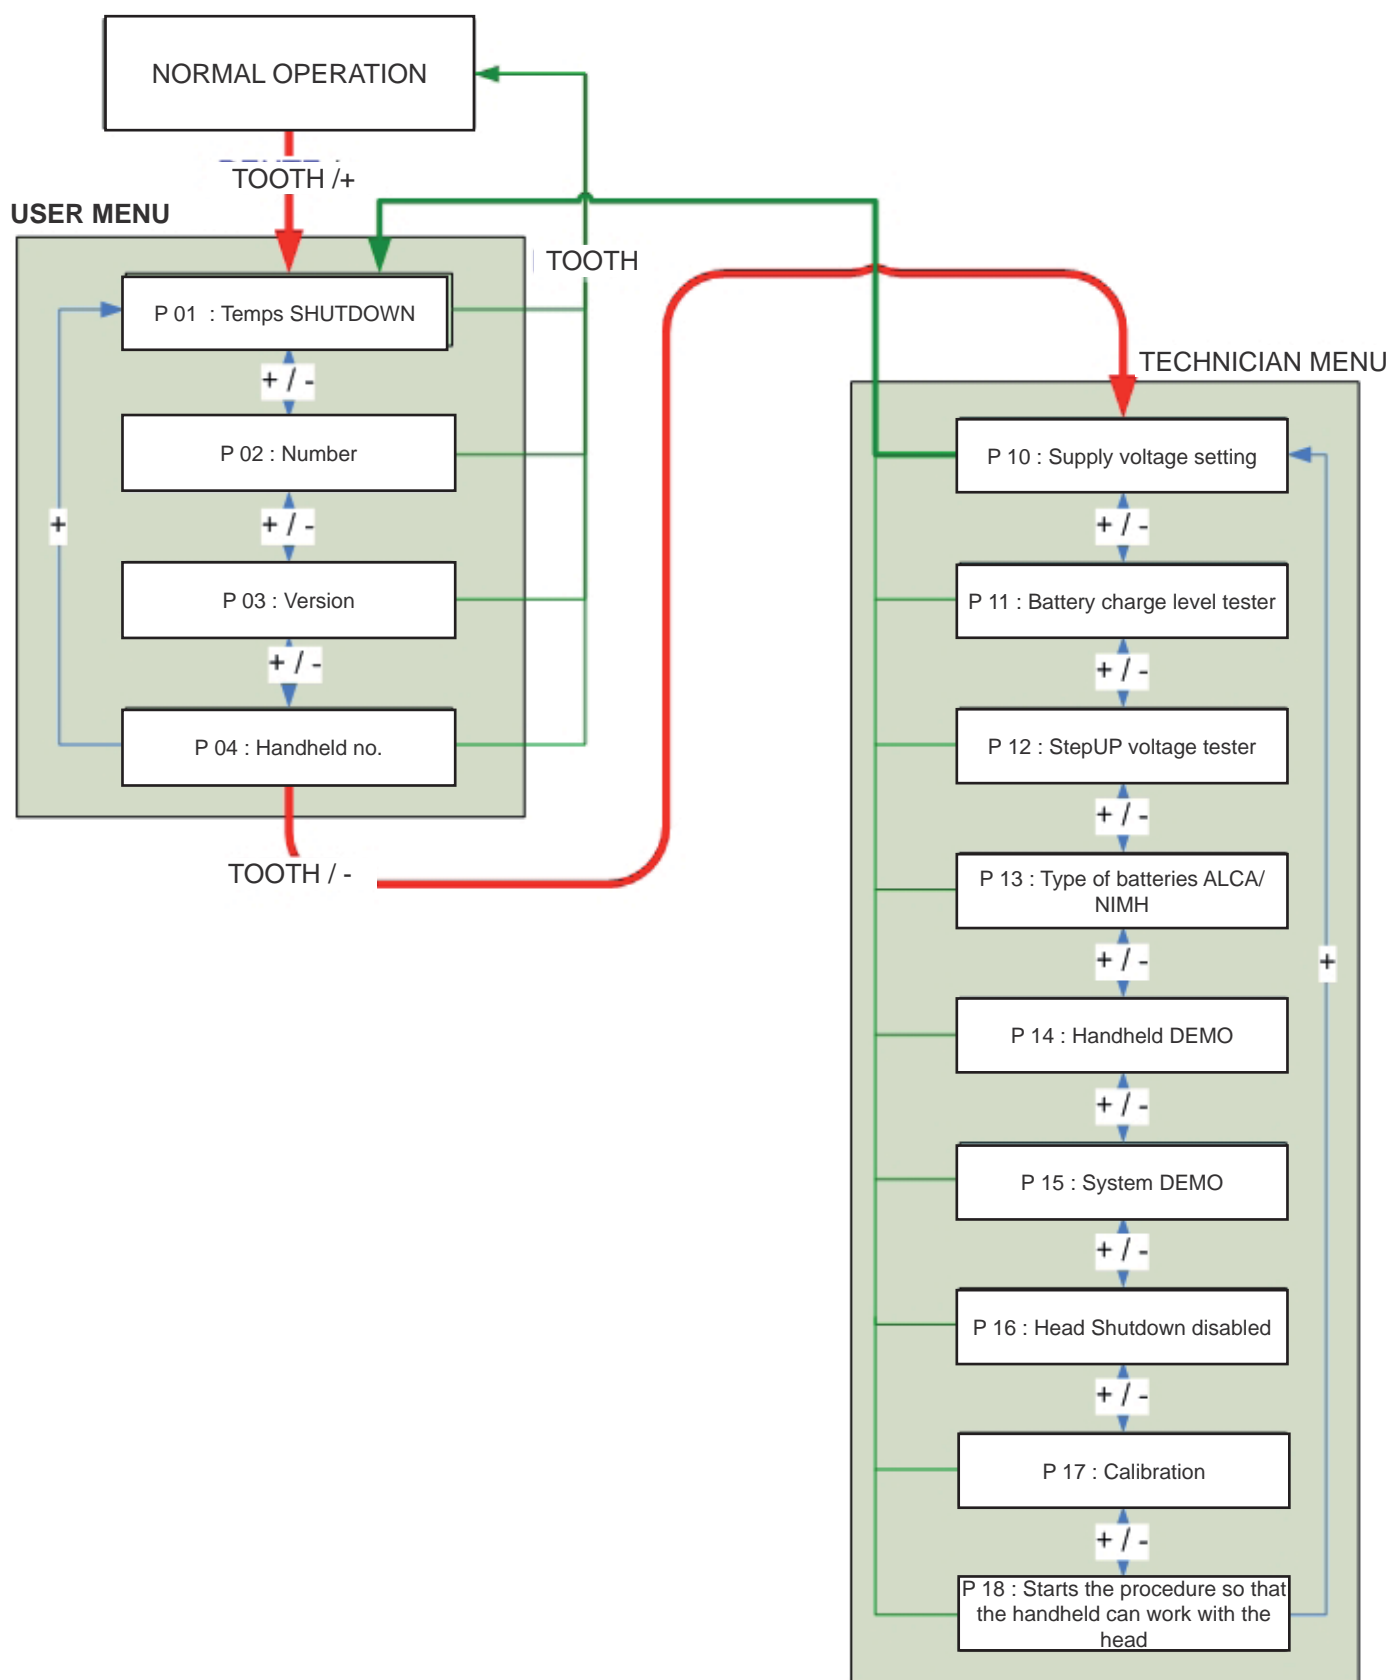 NORMAL OPERATION
TOOTH /+
USER MENU
TOOTH
P 01 : Temps SHUTDOWN
+ / -
P 02 : Number
+
+ / -
P 03 : Version
+ / -
P 04 : Handheld no.
TOOTH / -
TECHNICIAN MENU
P 10 : Supply voltage setting
+ / -
P 11 : Battery charge level tester
+ / -
P 12 : StepUP voltage tester
+ / -
P 13 : Type of batteries ALCA/
NIMH
+ / -
+
P 14 : Handheld DEMO
+ / -
P 15 : System DEMO
+ / -
P 16 : Head Shutdown disabled
+ / -
P 17 : Calibration
+ / -
P 18 : Starts the procedure so that
the handheld can work with the
head